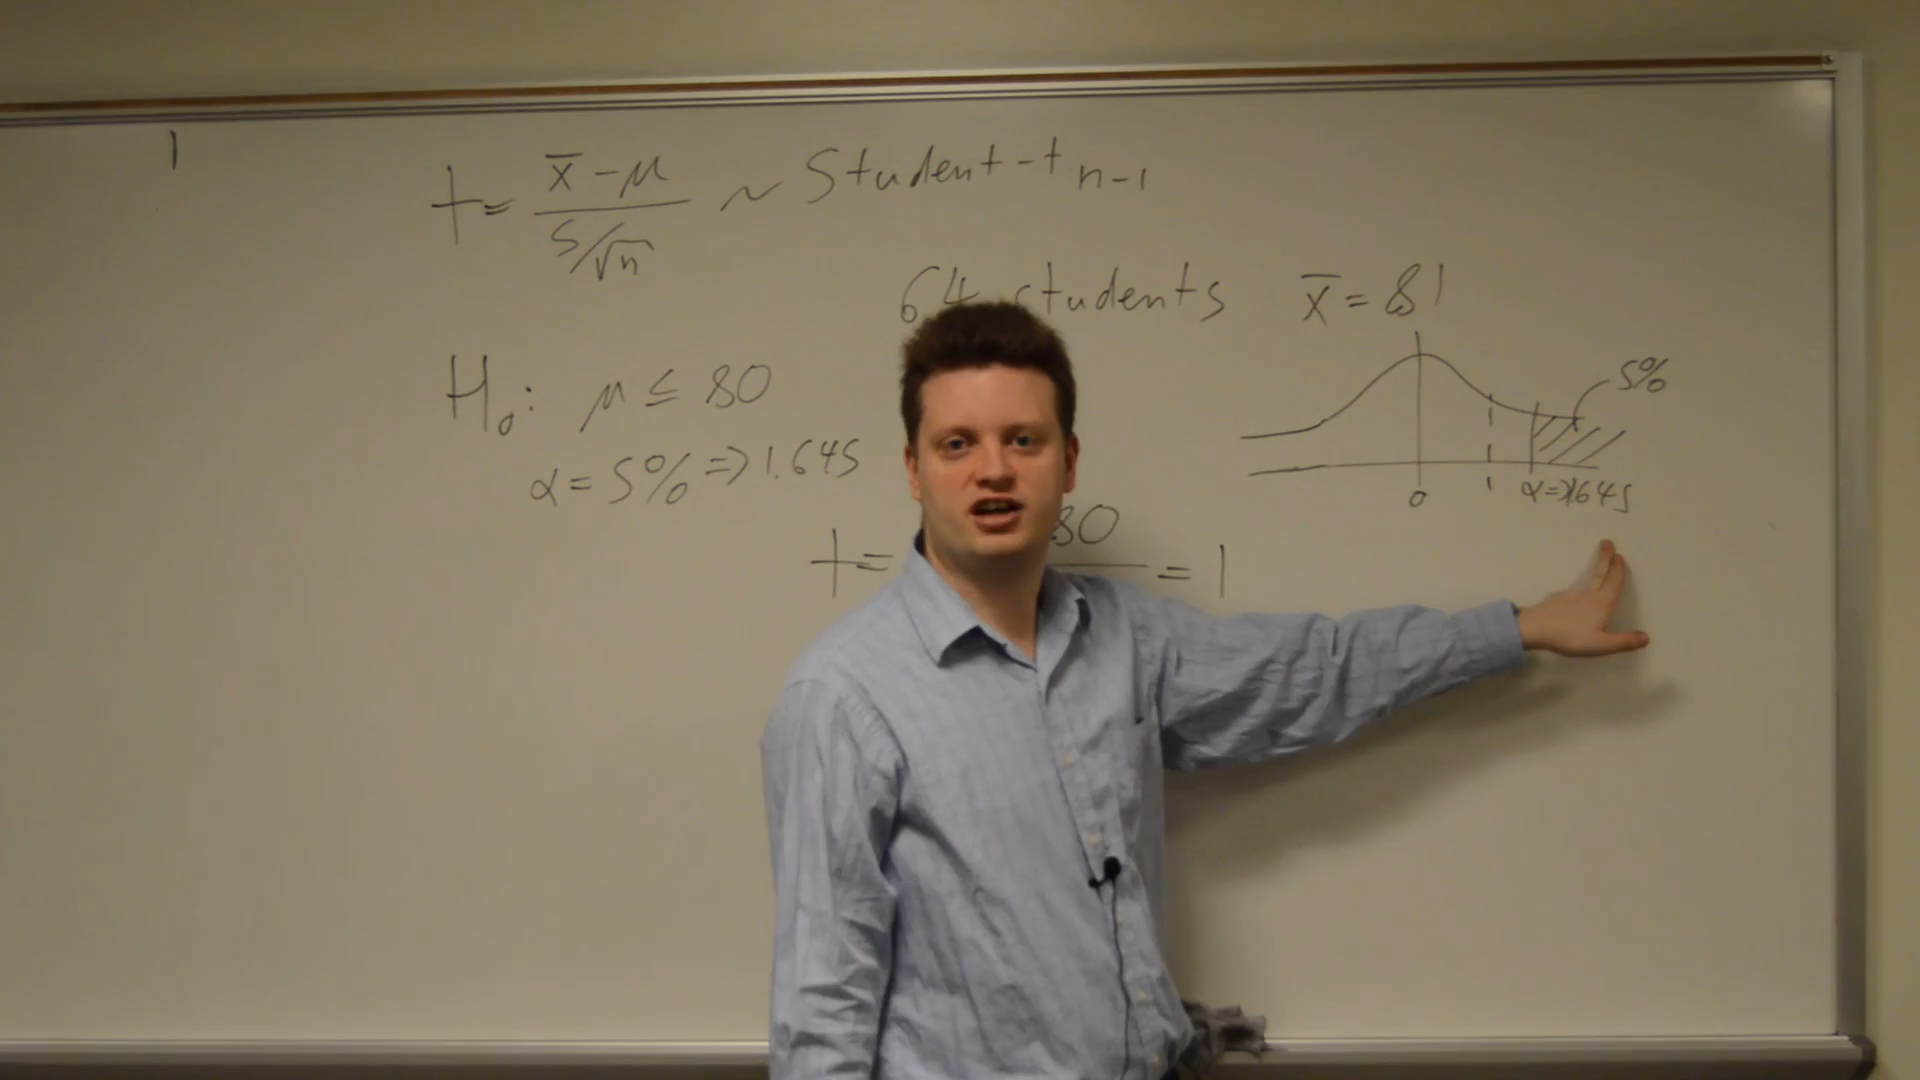 1
t = x̄ - μ / s/√n ~ Student-t n-1
64 students x̄ = 81
H₀: μ ≤ 80
α = 5% => 1.645
5%
0 1 α=>1.645
t = 80 = 1